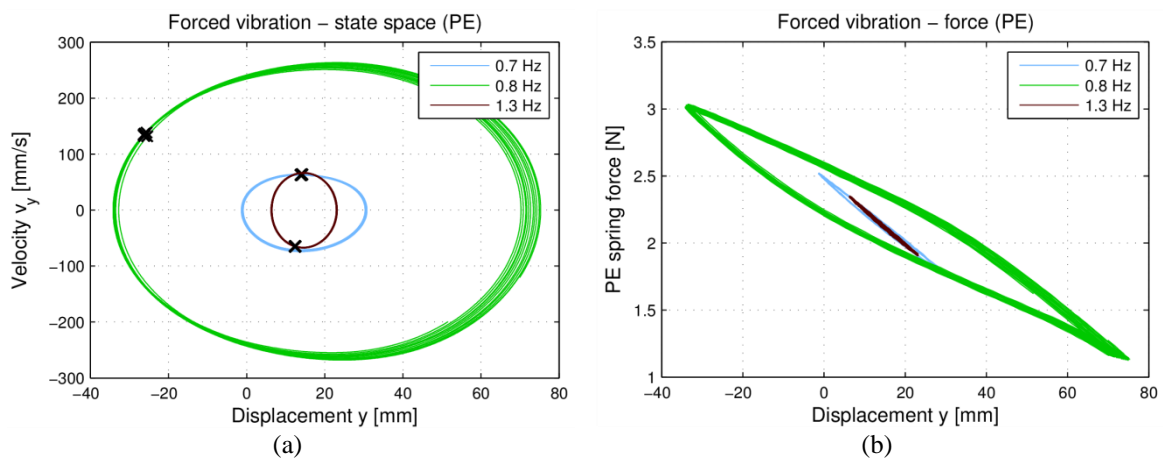 Forced vibration − state space (PE)
300
200
100
0
−100
−200
−300
−40
−20
0
20
40
60
80
Velocity v_y [mm/s]
Displacement y [mm]
0.7 Hz
0.8 Hz
1.3 Hz
(a)
Forced vibration − force (PE)
3.5
3
2.5
2
1.5
1
−40
−20
0
20
40
60
80
PE spring force [N]
Displacement y [mm]
0.7 Hz
0.8 Hz
1.3 Hz
(b)